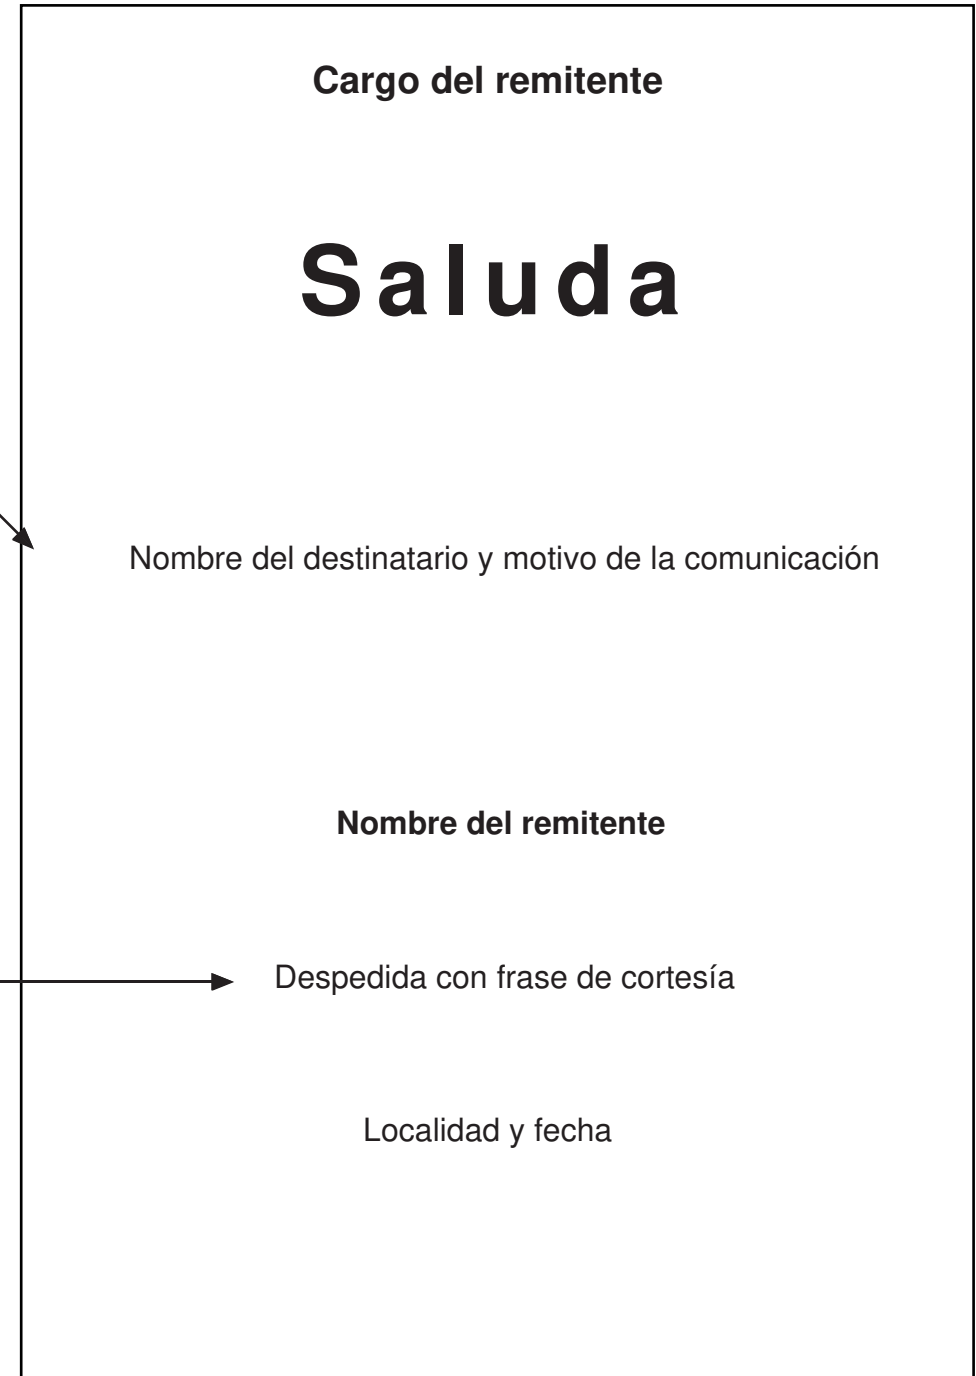 Cargo del remitente
Saluda
Nombre del destinatario y motivo de la comunicación
Nombre del remitente
Despedida con frase de cortesía
Localidad y fecha